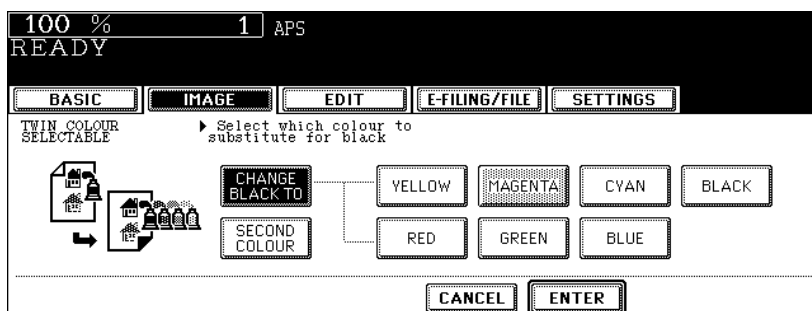 100 % 1 APS
READY
BASIC IMAGE EDIT E-FILING/FILE SETTINGS
TWIN COLOUR
SELECTABLE
Select which colour to
substitute for black
CHANGE
BLACK TO
YELLOW MAGENTA CYAN BLACK
SECOND
COLOUR
RED GREEN BLUE
CANCEL ENTER